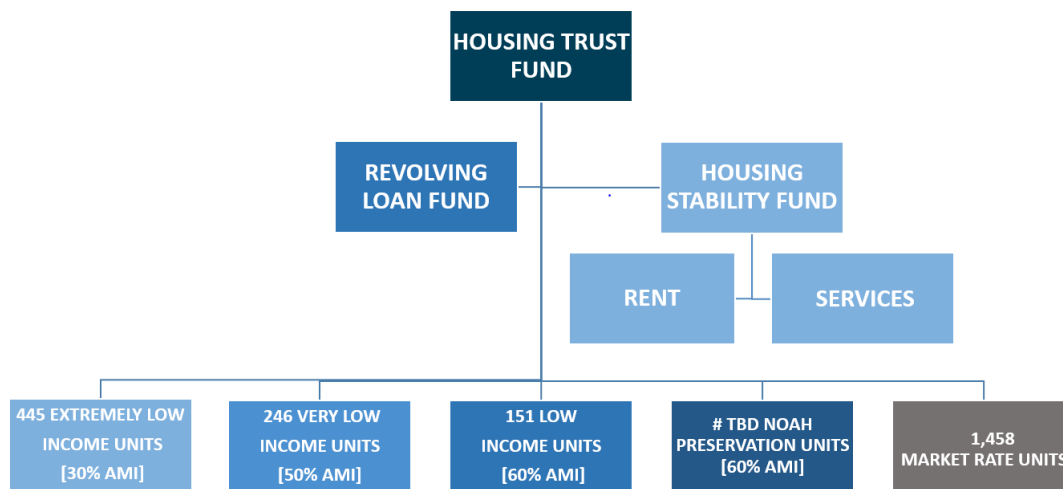 HOUSING TRUST
FUND
REVOLVING
LOAN FUND
HOUSING
STABILITY FUND
RENT
SERVICES
445 EXTREMELY LOW
INCOME UNITS
[30% AMI]
246 VERY LOW
INCOME UNITS
[50% AMI]
151 LOW
INCOME UNITS
[60% AMI]
# TBD NOAH
PRESERVATION UNITS
[60% AMI]
1,458
MARKET RATE UNITS